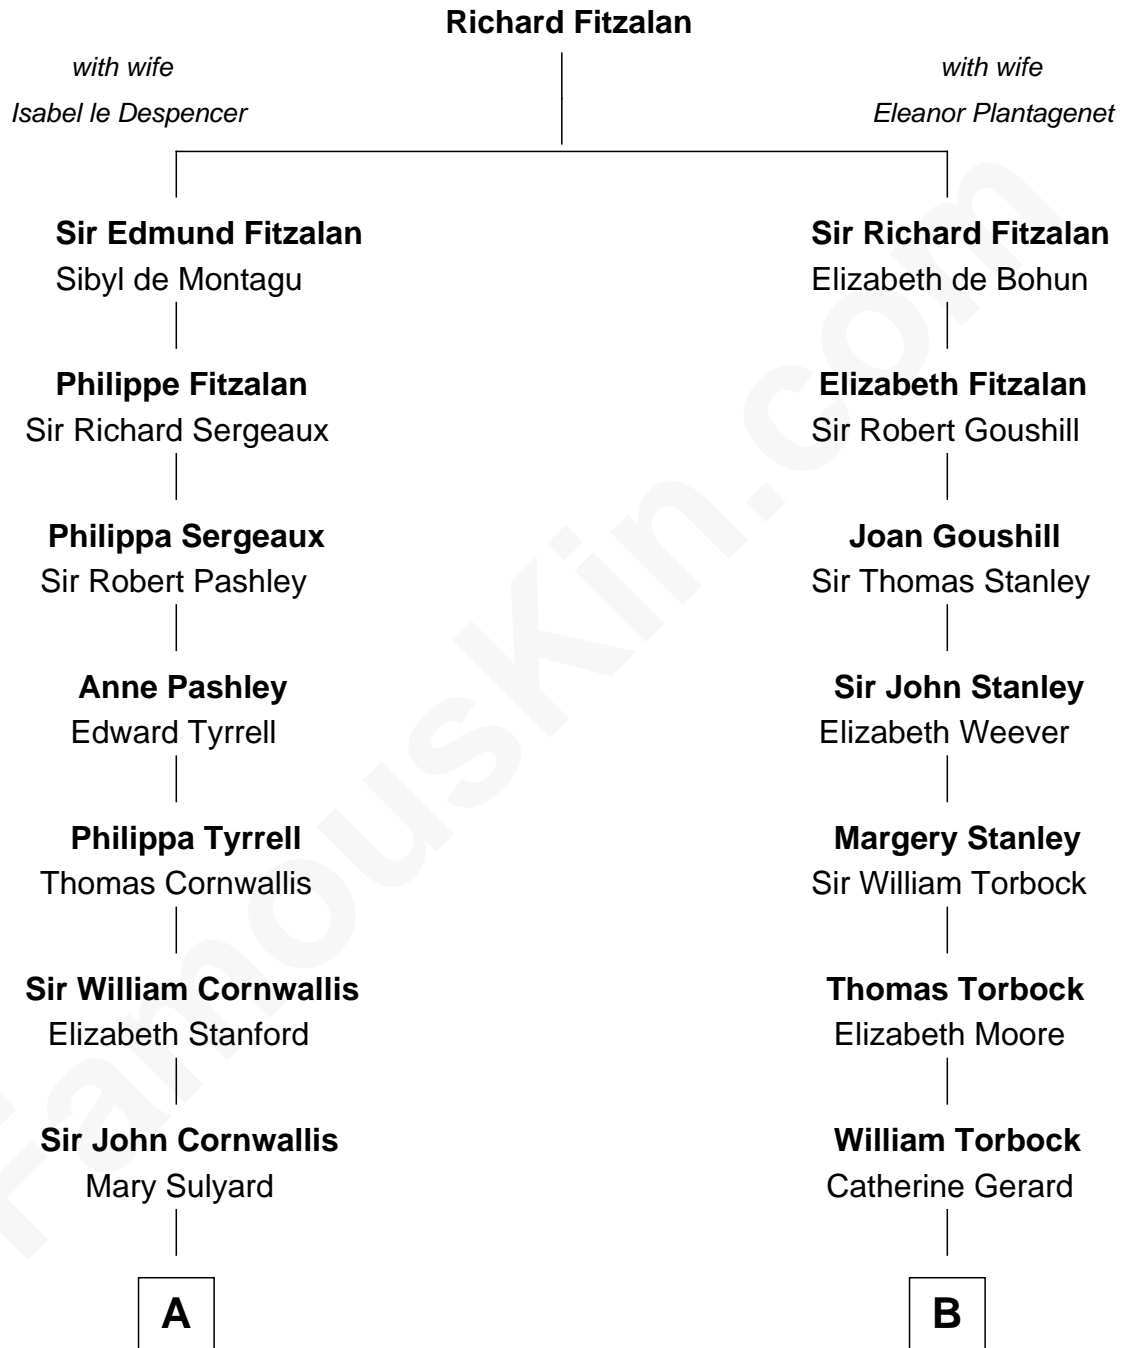 Richard Fitzalan
with wife
Isabel le Despencer
with wife
Eleanor Plantagenet
Sir Edmund Fitzalan
Sibyl de Montagu
Sir Richard Fitzalan
Elizabeth de Bohun
Philippe Fitzalan
Sir Richard Sergeaux
Elizabeth Fitzalan
Sir Robert Goushill
Philippa Sergeaux
Sir Robert Pashley
Joan Goushill
Sir Thomas Stanley
Anne Pashley
Edward Tyrrell
Sir John Stanley
Elizabeth Weever
Philippa Tyrrell
Thomas Cornwallis
Margery Stanley
Sir William Torbock
Sir William Cornwallis
Elizabeth Stanford
Thomas Torbock
Elizabeth Moore
Sir John Cornwallis
Mary Sulyard
William Torbock
Catherine Gerard
A
B
FamousKin.com